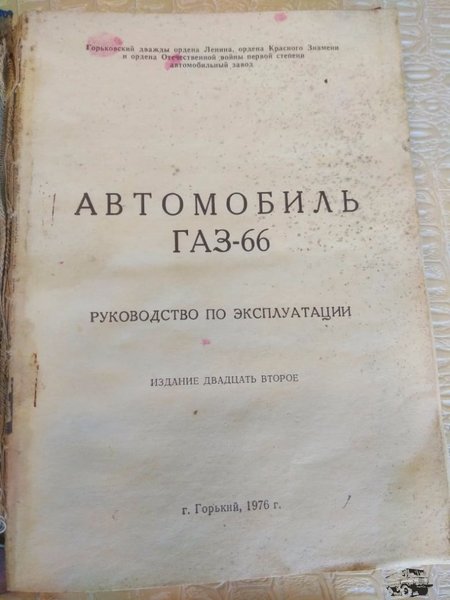 Горьковский дважды ордена Ленина, ордена Красного Знамени
и ордена Отечественной войны первой степени
автомобильный завод
АВТОМОБИЛЬ
ГАЗ-66
РУКОВОДСТВО ПО ЭКСПЛУАТАЦИИ
ИЗДАНИЕ ДВАДЦАТЬ ВТОРОЕ
г. Горький, 1976 г.